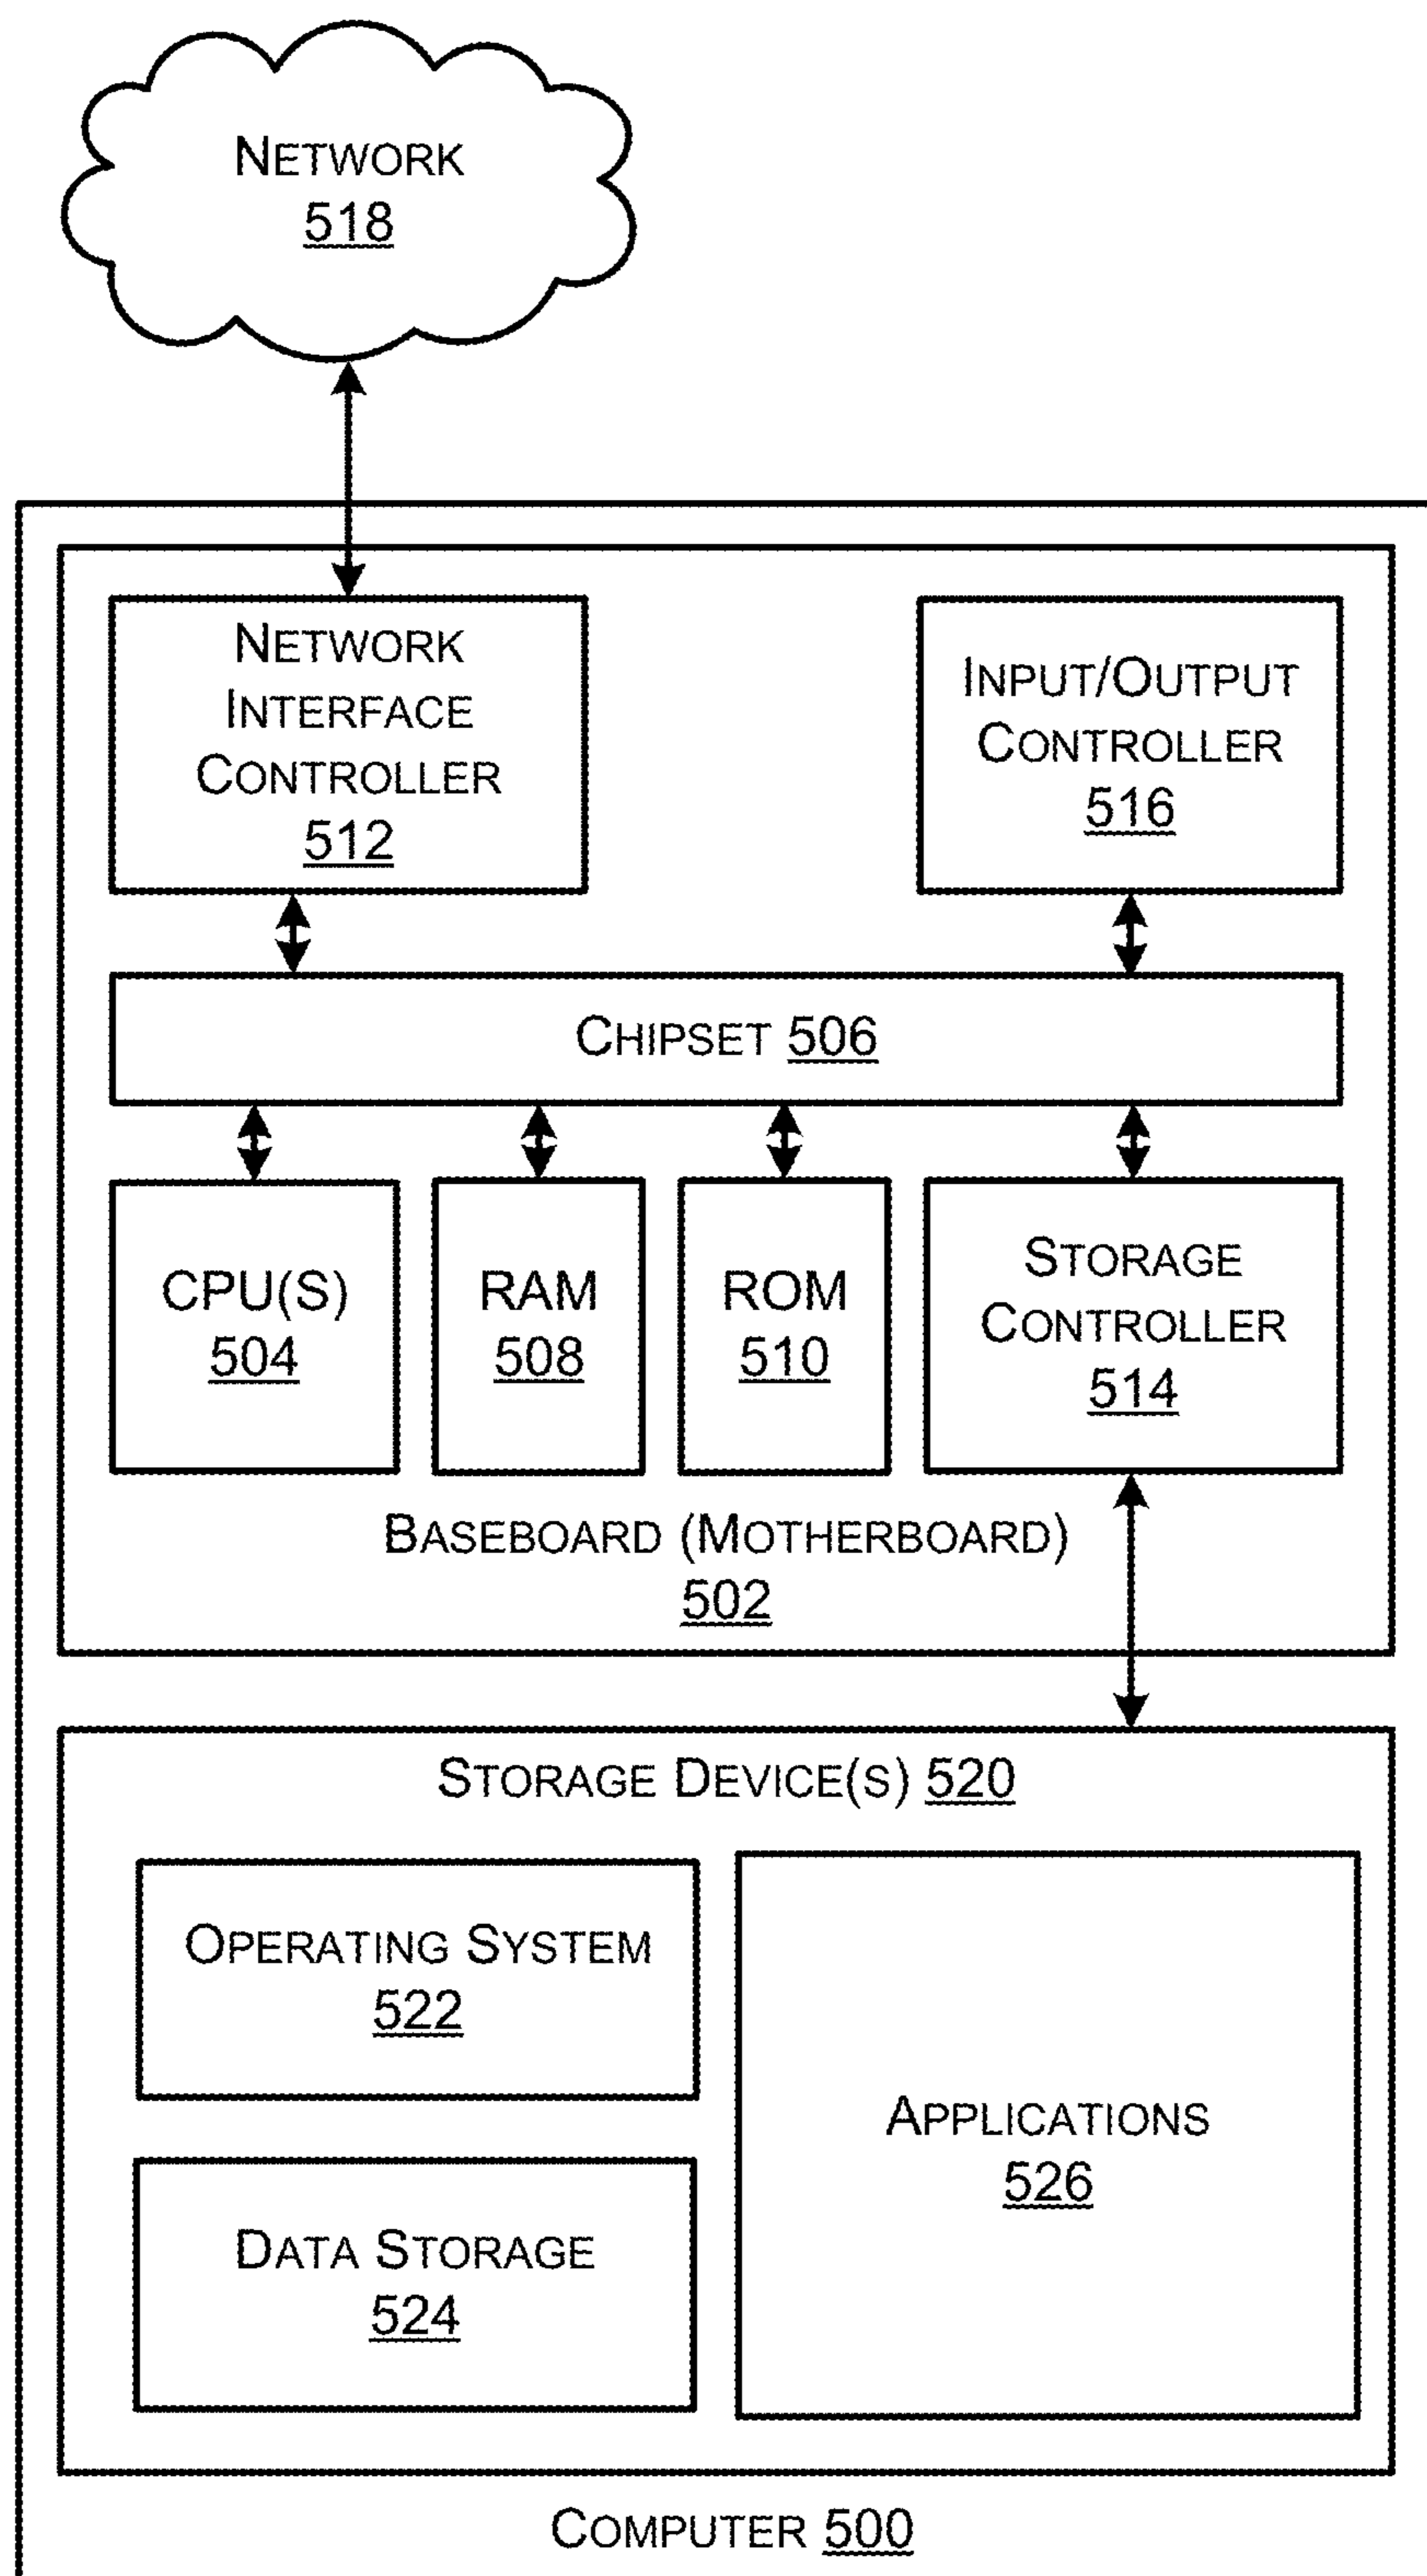 NETWORK
518
NETWORK
INTERFACE
CONTROLLER
512
INPUT/OUTPUT
CONTROLLER
516
CHIPSET 506
CPU(S)
504
RAM
508
ROM
510
STORAGE
CONTROLLER
514
BASEBOARD (MOTHERBOARD)
502
STORAGE DEVICE(S) 520
OPERATING SYSTEM
522
DATA STORAGE
524
APPLICATIONS
526
COMPUTER 500